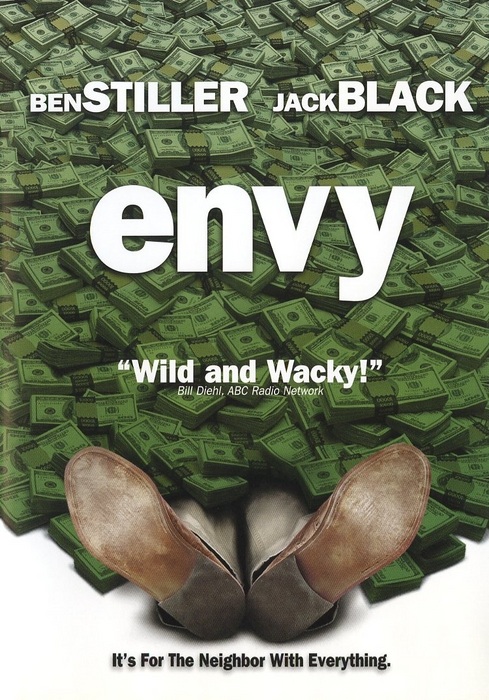 BEN STILLER JACK BLACK
envy
“Wild and Wacky!”
Bill Diehl, ABC Radio Network
It's For The Neighbor With Everything.